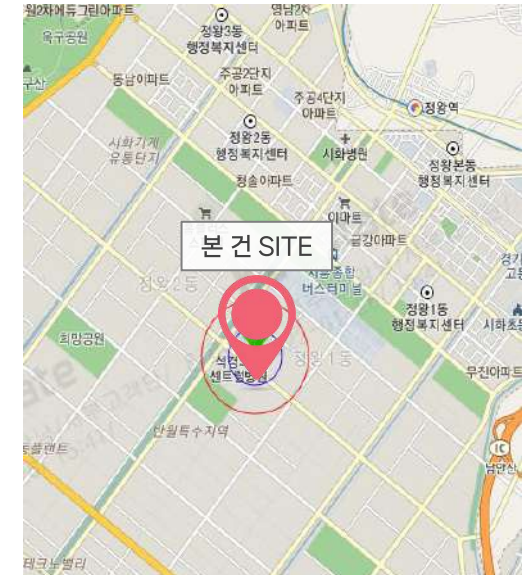 원2차에듀그린아파트
영남2차
아파트
옥구공원
정왕3동
행정복지센터
동남아파트
주공2단지
아파트
주공4단지
아파트
정왕역
시화기계
유통단지
정왕2동
행정복지센터
시화병원
정왕본동
행정복지센터
청솔아파트
이마트
금강아파트
본 건 SITE
시흥종합
버스터미널
정왕2동
정왕1동
행정복지센터
시화초등
희망공원
정왕1동
센트럴병원
무진아파트
반월특수지역
IC
남안산
테크노밸리